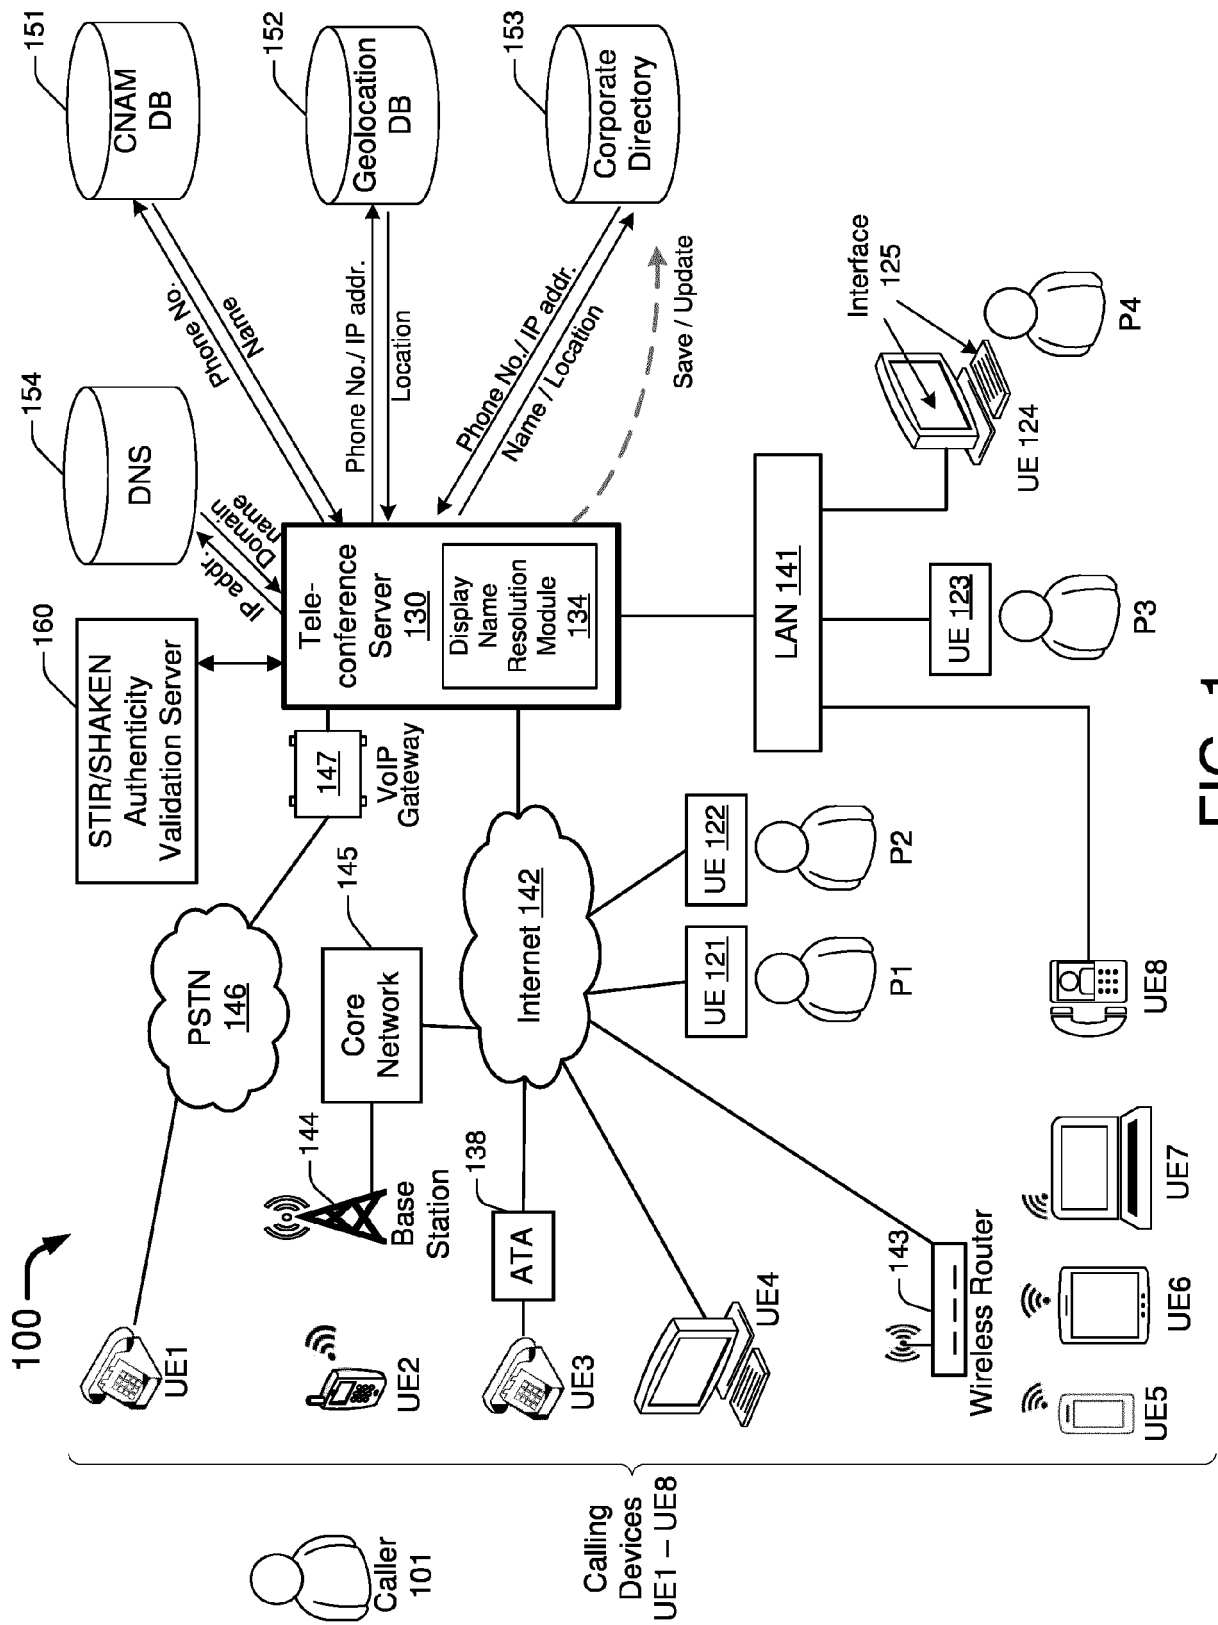 100
Caller
101
Calling
Devices
UE1 – UE8
UE1
UE2
UE3
UE4
UE5
UE6
UE7
UE8
ATA
138
Base
Station
144
Core
Network
145
PSTN
146
147
VoIP
Gateway
Internet 142
Wireless Router
143
STIR/SHAKEN
Authenticity
Validation Server
160
Tele-
conference
Server
130
Display
Name
Resolution
Module
134
DNS
154
IP addr.
Domain
name
CNAM
DB
151
Phone No.
Name
Geolocation
DB
152
Phone No./ IP addr.
Location
Corporate
Directory
153
Phone No./ IP addr.
Name / Location
Save / Update
LAN 141
UE 121
P1
UE 122
P2
UE 123
P3
UE 124
P4
Interface
125
FIG. 1